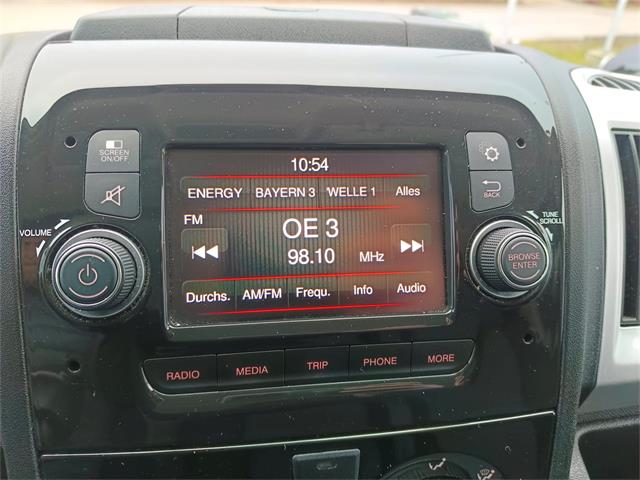 SCREEN
ON/OFF
VOLUME
10:54
ENERGY BAYERN 3 WELLE 1 Alles
FM
OE 3
98.10 MHz
Durchs. AM/FM Frequ. Info Audio
BACK
TUNE
SCROLL
BROWSE
ENTER
RADIO MEDIA TRIP PHONE MORE